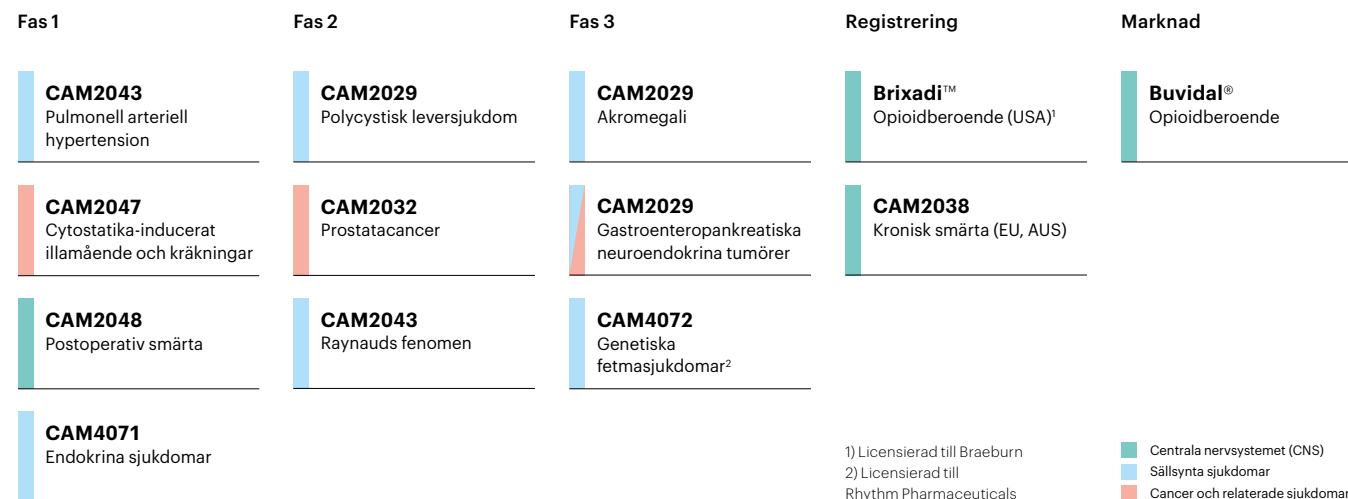 Fas 1
CAM2043
Pulmonell arteriell
hypertension
CAM2047
Cytostatika-inducerat
illamående och kräkningar
CAM2048
Postoperativ smärta
CAM4071
Endokrina sjukdomar
Fas 2
CAM2029
Polycystisk leversjukdom
CAM2032
Prostatacancer
CAM2043
Raynauds fenomen
Fas 3
CAM2029
Akromegali
CAM2029
Gastroenteropankreatiska
neuroendokrina tumörer
CAM4072
Genetiska
fetmasjukdomar²
Registrering
Brixadi™
Opioidberoende (USA)¹
CAM2038
Kronisk smärta (EU, AUS)
Marknad
Buvidal®
Opioidberoende
1) Licensierad till Braeburn
2) Licensierad till
Rhythm Pharmaceuticals
Centrala nervsystemet (CNS)
Sällsynta sjukdomar
Cancer och relaterade sjukdomar